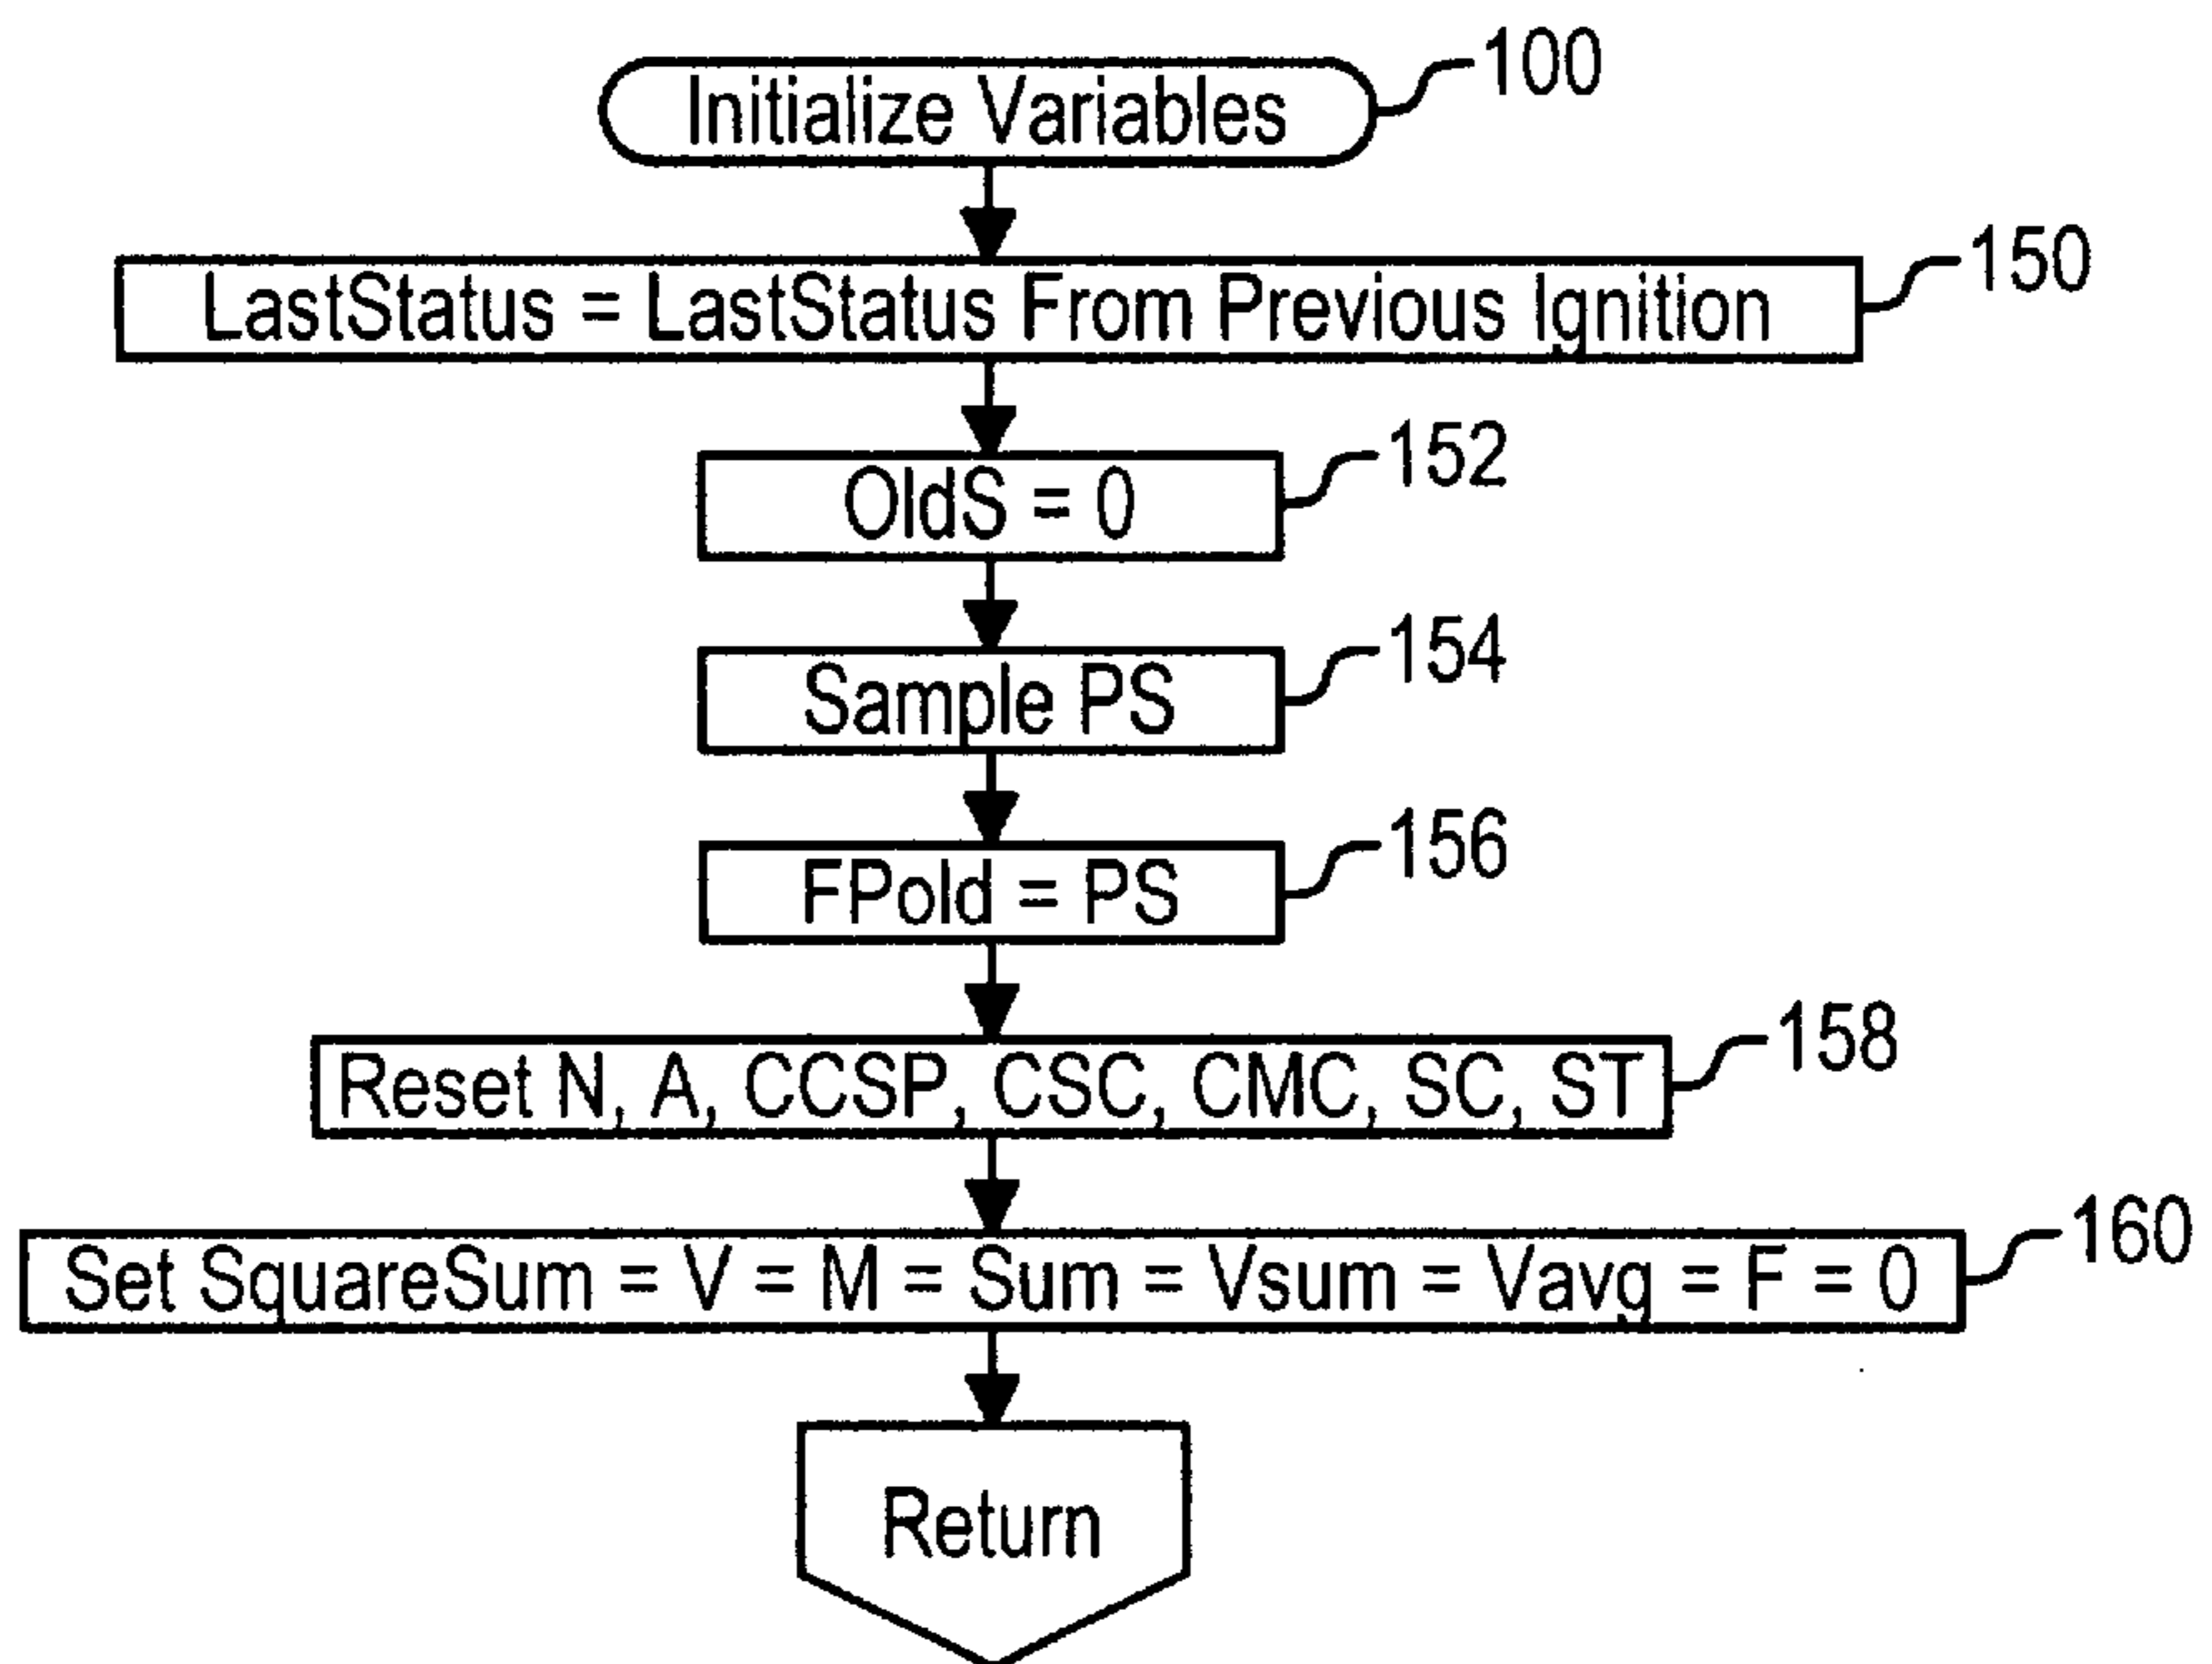 Initialize Variables
100
LastStatus = LastStatus From Previous Ignition
150
OldS = 0
152
Sample PS
154
FPold = PS
156
Reset N, A, CCSP, CSC, CMC, SC, ST
158
Set SquareSum = V = M = Sum = Vsum = Vavg = F = 0
160
Return